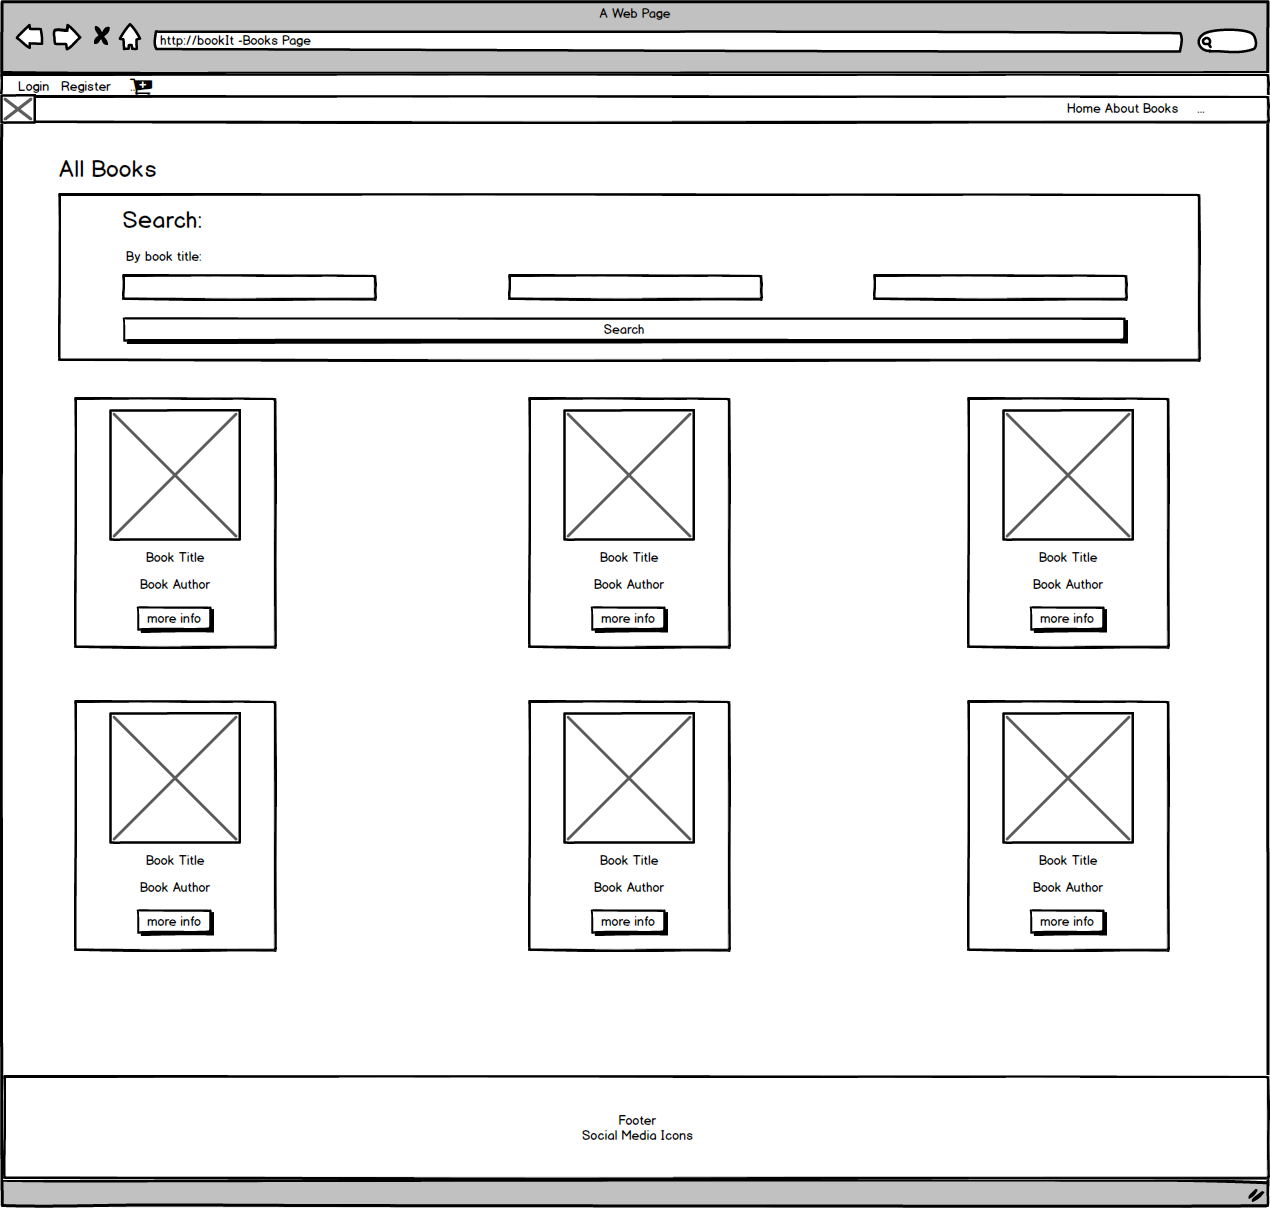 A Web Page
http://bookIt -Books Page
Login Register
Home About Books ...
All Books
Search:
By book title:
Search
Book Title Book Title Book Title
Book Author Book Author Book Author
more info more info more info
Book Title Book Title Book Title
Book Author Book Author Book Author
more info more info more info
Footer
Social Media Icons